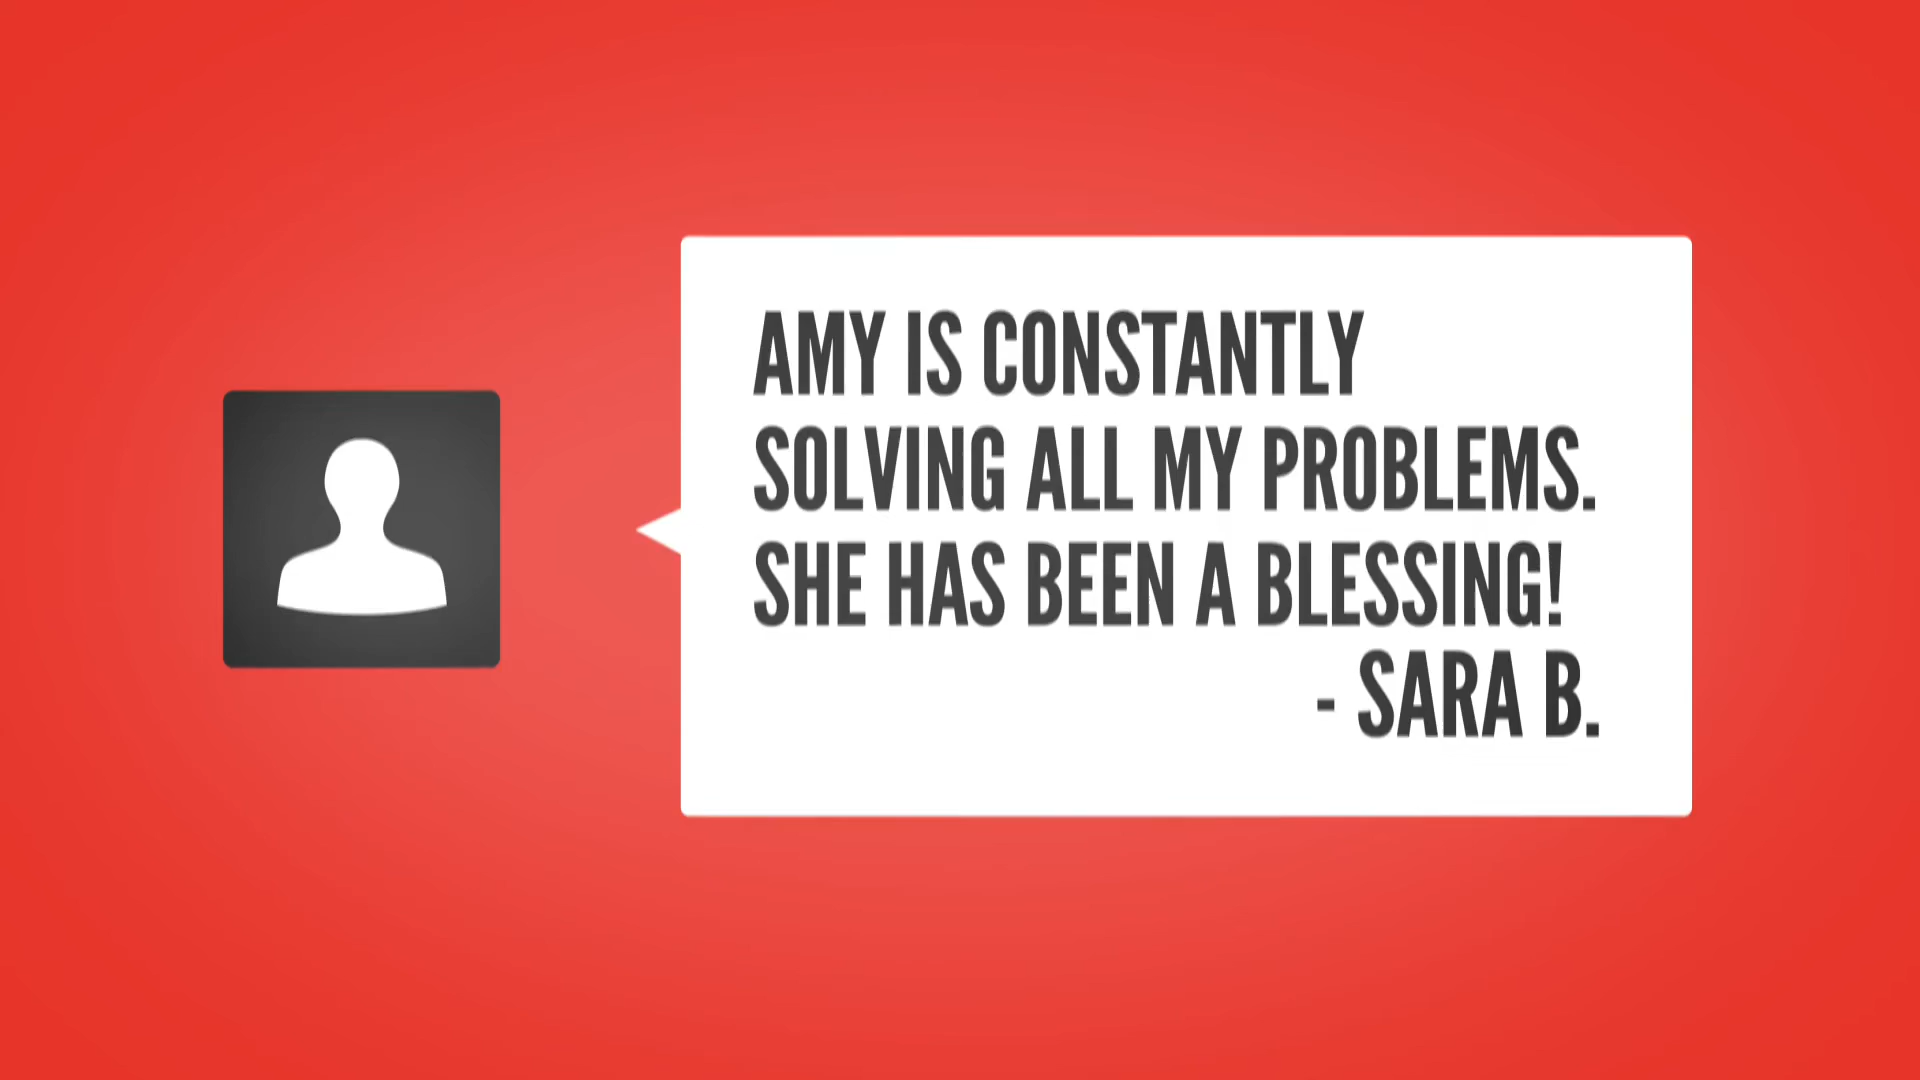 AMY IS CONSTANTLY
SOLVING ALL MY PROBLEMS.
SHE HAS BEEN A BLESSING!
- SARA B.